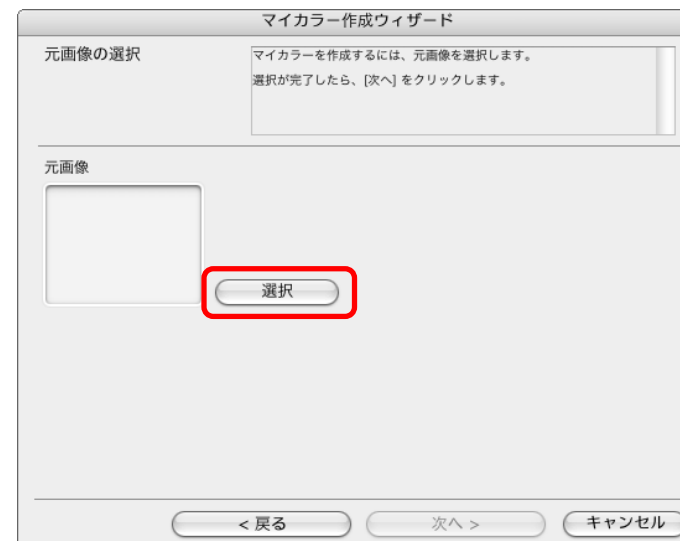 マイカラー作成ウィザード
元画像の選択
マイカラーを作成するには、元画像を選択します。
選択が完了したら、[次へ] をクリックします。
元画像
選択
< 戻る
次へ >
キャンセル